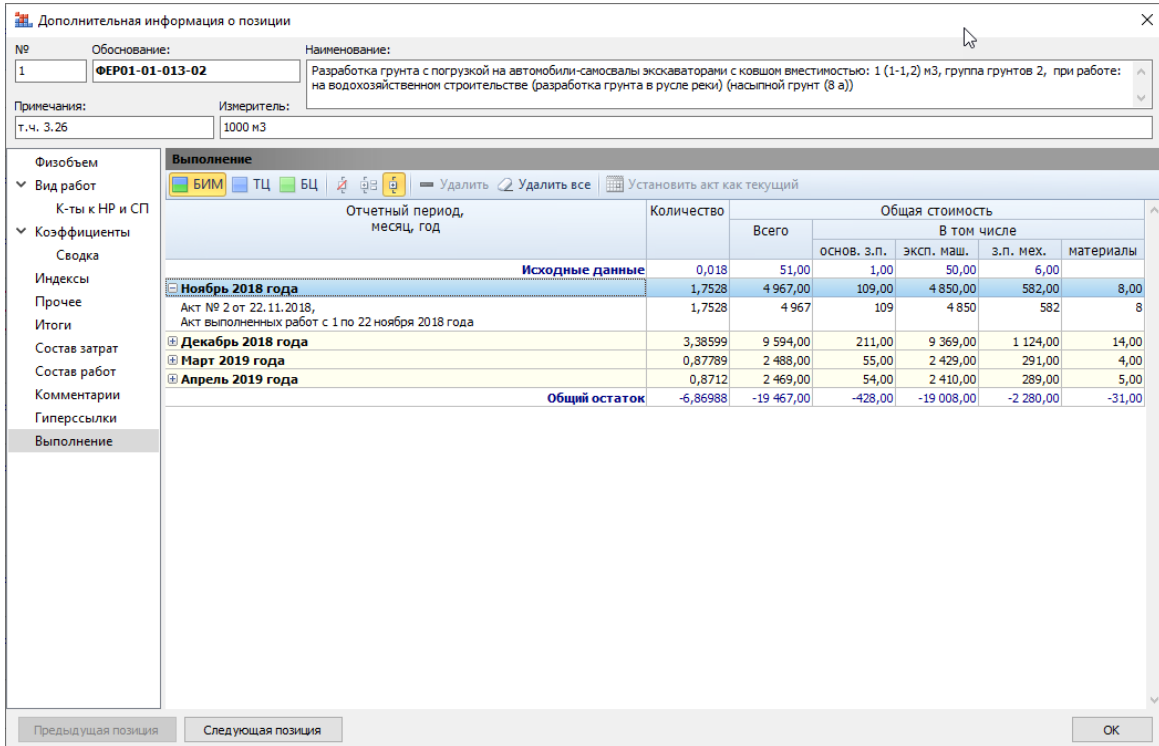 Дополнительная информация о позиции
№ Обоснование: Наименование:
1 ФЕР01-01-013-02 Разработка грунта с погрузкой на автомобили-самосвалы экскаваторами с ковшом вместимостью: 1 (1-1,2) м3, группа грунтов 2, при работе:
на водохозяйственном строительстве (разработка грунта в русле реки) (насыпной грунт (8 а))
Примечания: Измеритель:
т.ч. 3.26 1000 м3
Физобъем
Вид работ
К-ты к НР и СП
Коэффициенты
Сводка
Индексы
Прочее
Итоги
Состав затрат
Состав работ
Комментарии
Гиперссылки
Выполнение
Выполнение
БИМ ТЦ БЦ Удалить Удалить все Установить акт как текущий
Отчетный период, Количество Общая стоимость
месяц, год Всего В том числе
основ. з.п. эксп. маш. з.п. мех. материалы
Исходные данные 0,018 51,00 1,00 50,00 6,00
Ноябрь 2018 года 1,7528 4 967,00 109,00 4 850,00 582,00 8,00
Акт № 2 от 22.11.2018, 1,7528 4 967 109 4 850 582 8
Акт выполненных работ с 1 по 22 ноября 2018 года
Декабрь 2018 года 3,38599 9 594,00 211,00 9 369,00 1 124,00 14,00
Март 2019 года 0,87789 2 488,00 55,00 2 429,00 291,00 4,00
Апрель 2019 года 0,8712 2 469,00 54,00 2 410,00 289,00 5,00
Общий остаток -6,86988 -19 467,00 -428,00 -19 008,00 -2 280,00 -31,00
Предыдущая позиция Следующая позиция ОК